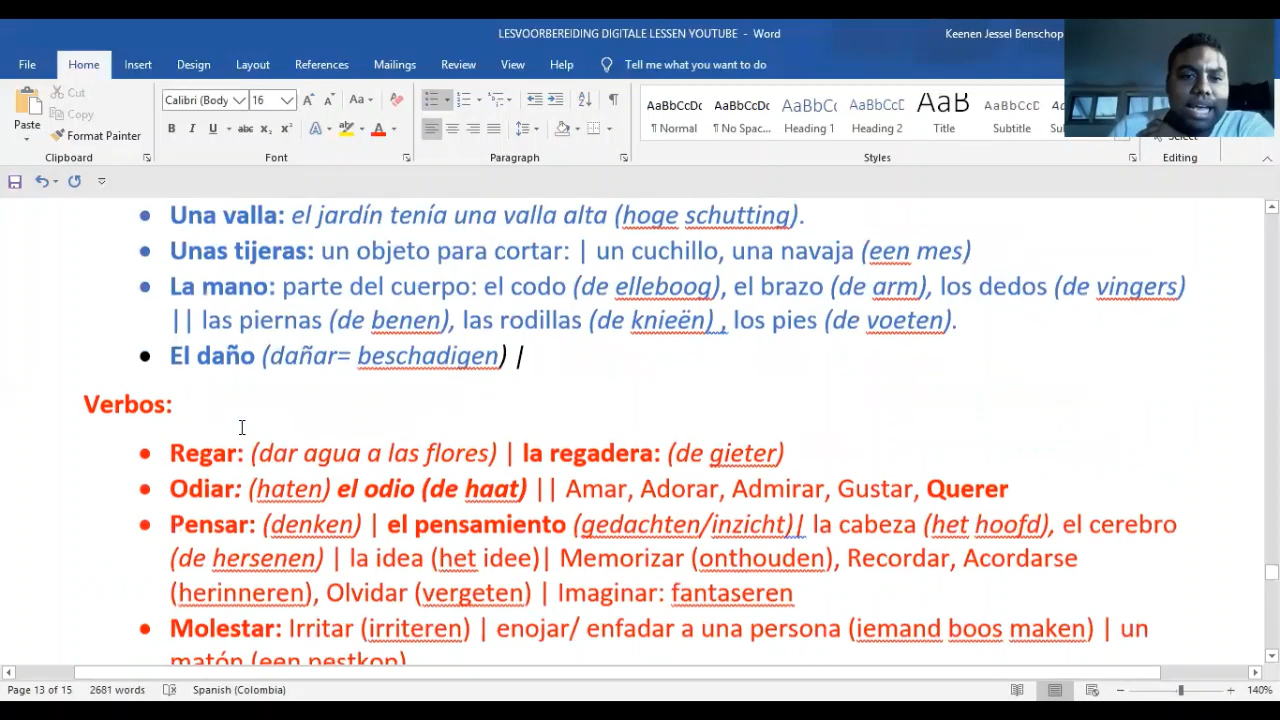 LESVOORBEREIDING DIGITALE LESSEN YOUTUBE - Word
Keenen Jessel Benschop
File Home Insert Design Layout References Mailings Review View Help Tell me what you want to do
Paste
Cut
Copy
Format Painter
Calibri (Body 16
AaBbCcDc AaBbCcDc AaBbCcD AaBbCcD AaB AaBbCcD
¶ Normal ¶ No Spac... Heading 1 Heading 2 Title Subtitle
Clipboard Font Paragraph Styles Editing
• Una valla: el jardín tenía una valla alta (hoge schutting).
• Unas tijeras: un objeto para cortar: | un cuchillo, una navaja (een mes)
• La mano: parte del cuerpo: el codo (de elleboog), el brazo (de arm), los dedos (de vingers)
|| las piernas (de benen), las rodillas (de knieën) , los pies (de voeten).
• El daño (dañar= beschadigen) |
Verbos:
• Regar: (dar agua a las flores) | la regadera: (de gieter)
• Odiar: (haten) el odio (de haat) || Amar, Adorar, Admirar, Gustar, Querer
• Pensar: (denken) | el pensamiento (gedachten/inzicht)| la cabeza (het hoofd), el cerebro
(de hersenen) | la idea (het idee)| Memorizar (onthouden), Recordar, Acordarse
(herinneren), Olvidar (vergeten) | Imaginar: fantaseren
• Molestar: Irritar (irriteren) | enojar/ enfadar a una persona (iemand boos maken) | un
matón (een pestkop)
Page 13 of 15 2681 words Spanish (Colombia) 140%